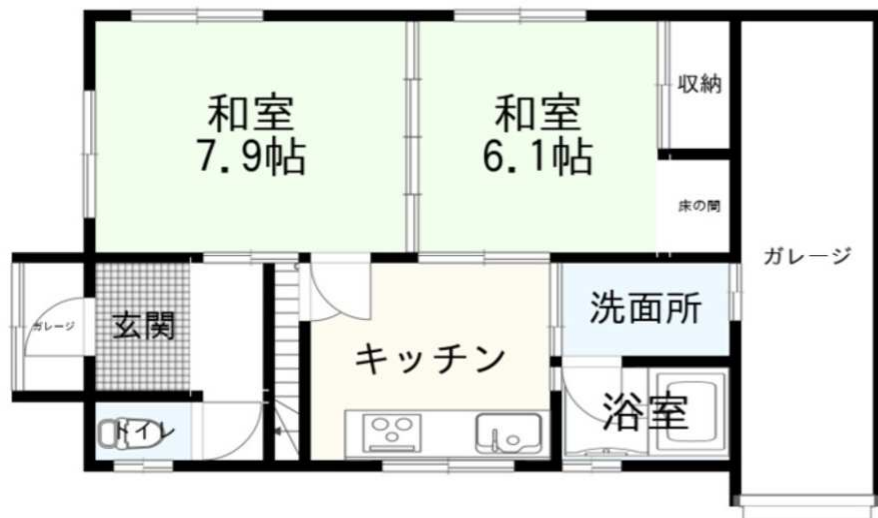 和室
7.9帖
和室
6.1帖
収納
床の間
ガレージ
ガレージ
玄関
キッチン
洗面所
浴室
トイレ